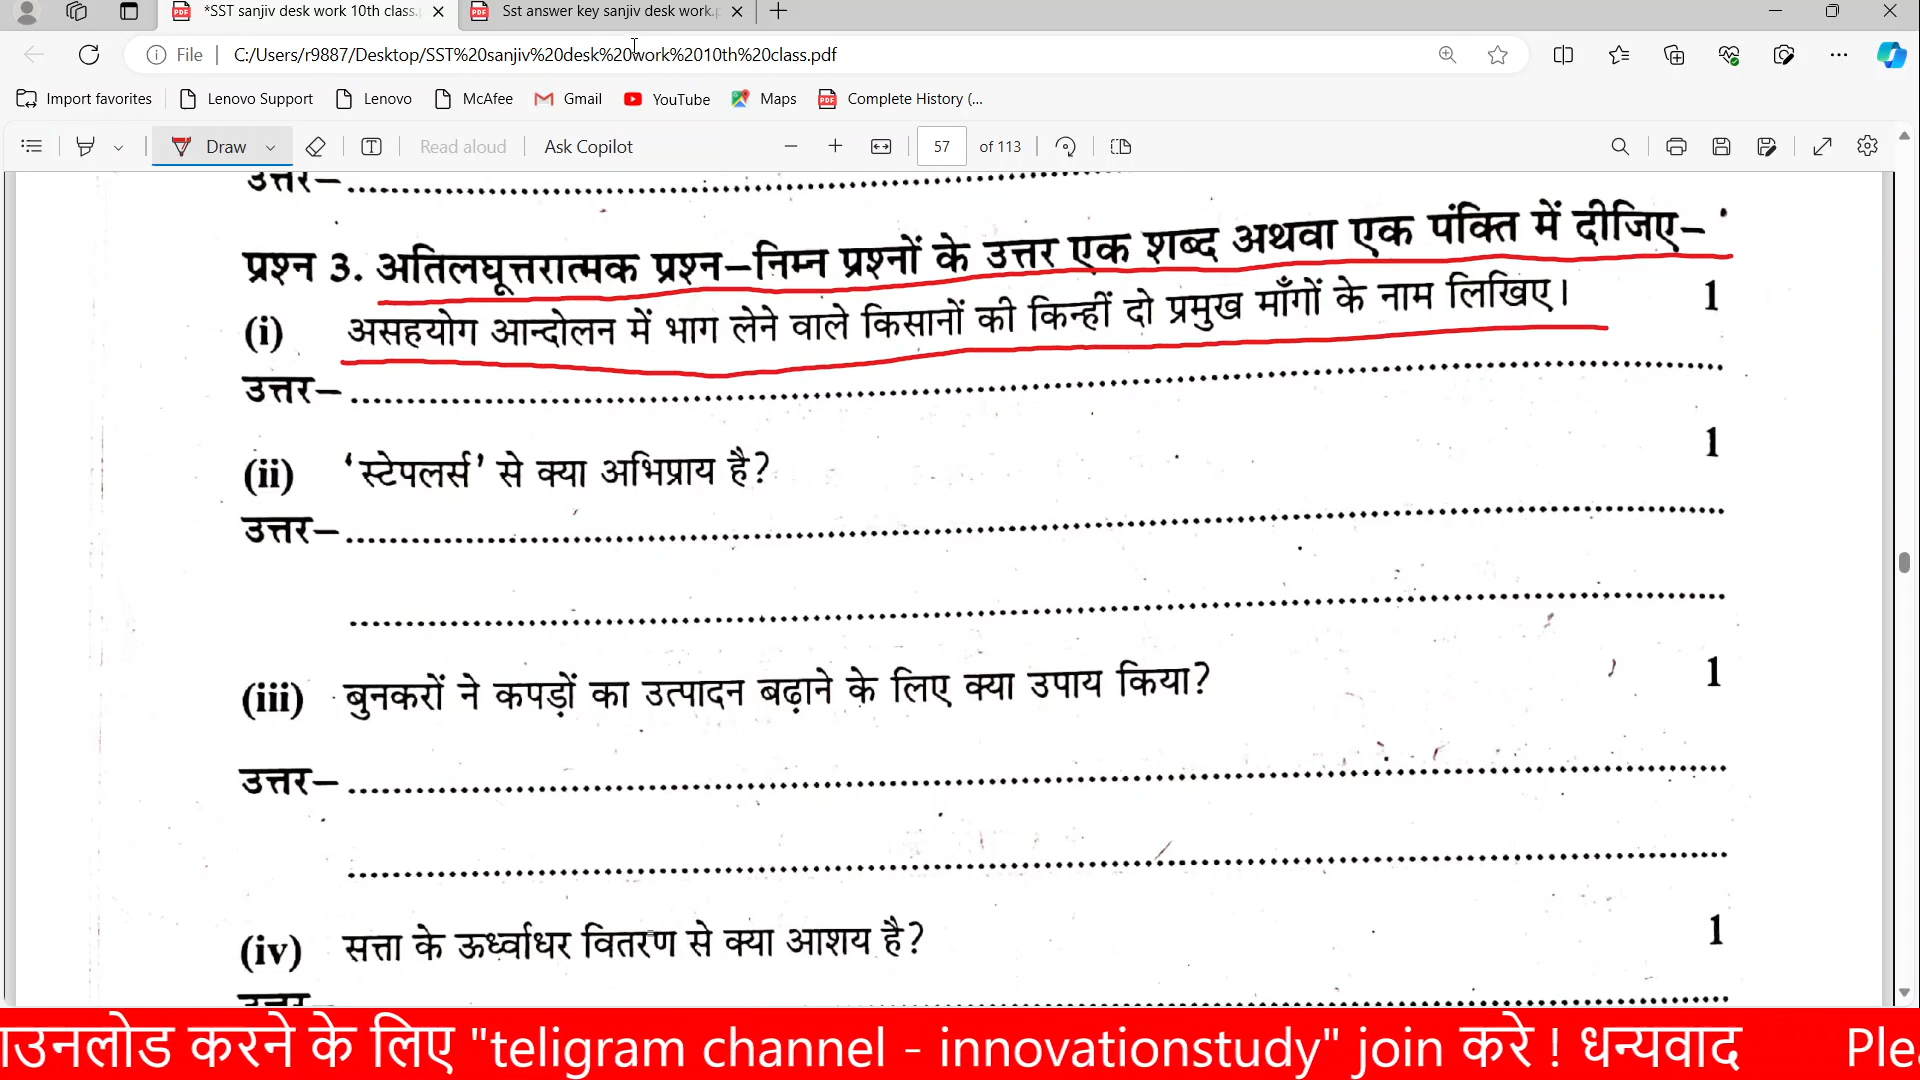 *SST sanjiv desk work 10th class.
Sst answer key sanjiv desk work.p
File
C:/Users/r9887/Desktop/SST%20sanjiv%20desk%20work%2010th%20class.pdf
Import favorites
Lenovo Support
Lenovo
McAfee
Gmail
YouTube
Maps
Complete History (...
Draw
Read aloud
Ask Copilot
57
of 113
उत्तर–
प्रश्न 3. अतिलघूत्तरात्मक प्रश्न–निम्न प्रश्नों के उत्तर एक शब्द अथवा एक पंक्ति में दीजिए–
(i) असहयोग आन्दोलन में भाग लेने वाले किसानों की किन्हीं दो प्रमुख माँगों के नाम लिखिए। 1
उत्तर–
(ii) ‘स्टेपलर्स’ से क्या अभिप्राय है? 1
उत्तर–
(iii) बुनकरों ने कपड़ों का उत्पादन बढ़ाने के लिए क्या उपाय किया? 1
उत्तर–
(iv) सत्ता के ऊर्ध्वाधर वितरण से क्या आशय है? 1
उत्तर–
करने के लिए "teligram channel - innovationstudy" join करे ! धन्यवाद